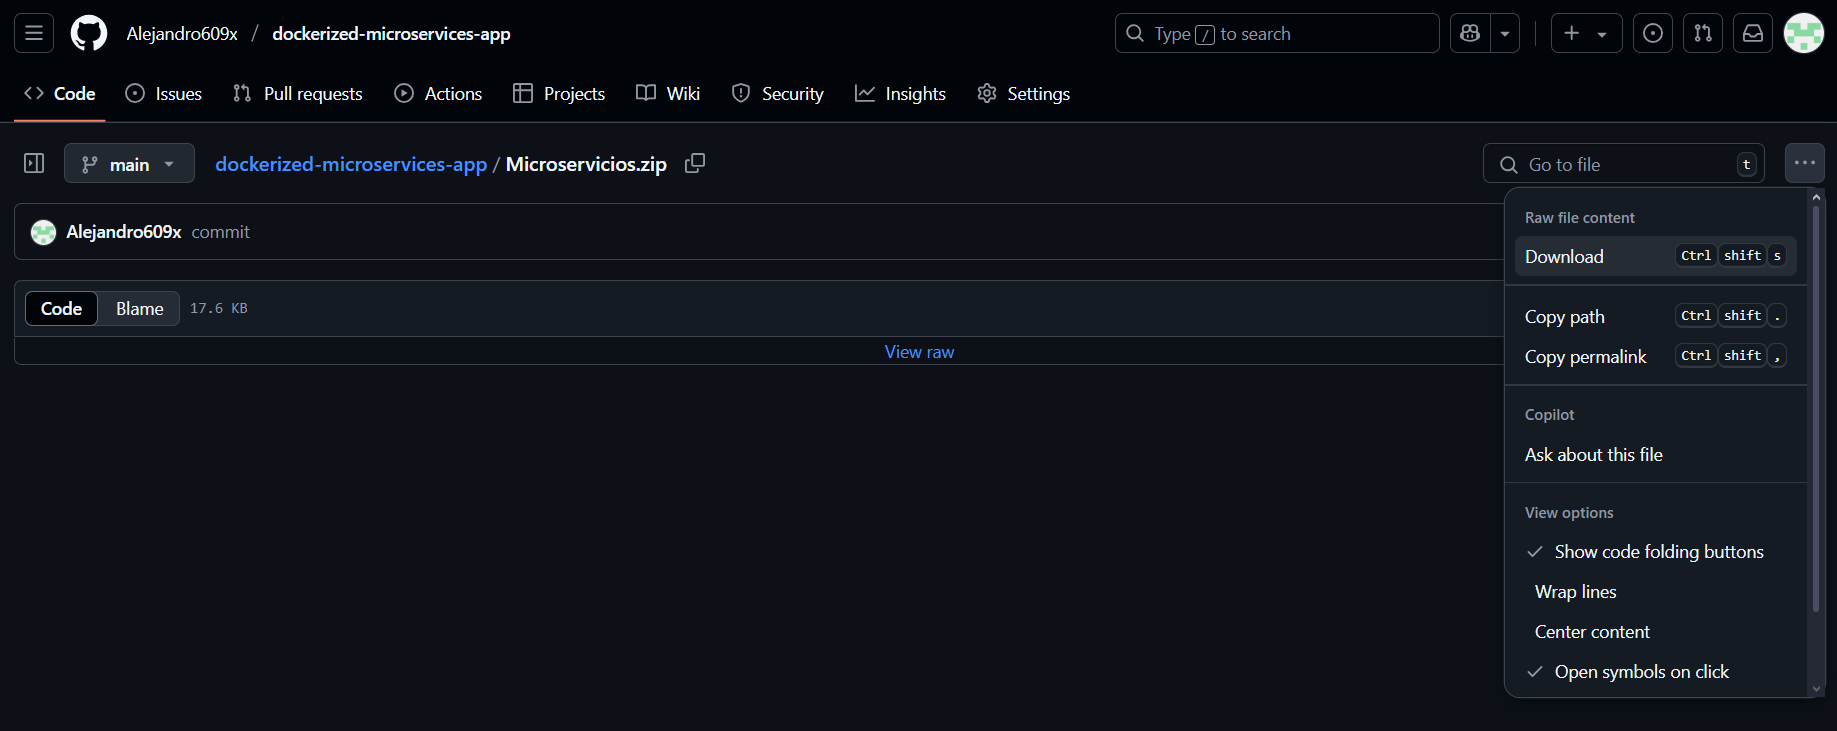 Alejandro609x / dockerized-microservices-app
Type / to search
Code
Issues
Pull requests
Actions
Projects
Wiki
Security
Insights
Settings
main
dockerized-microservices-app / Microservicios.zip
Go to file
t
Alejandro609x commit
Code
Blame
17.6 KB
View raw
Raw file content
Download Ctrl shift s
Copy path Ctrl shift .
Copy permalink Ctrl shift ,
Copilot
Ask about this file
View options
Show code folding buttons
Wrap lines
Center content
Open symbols on click